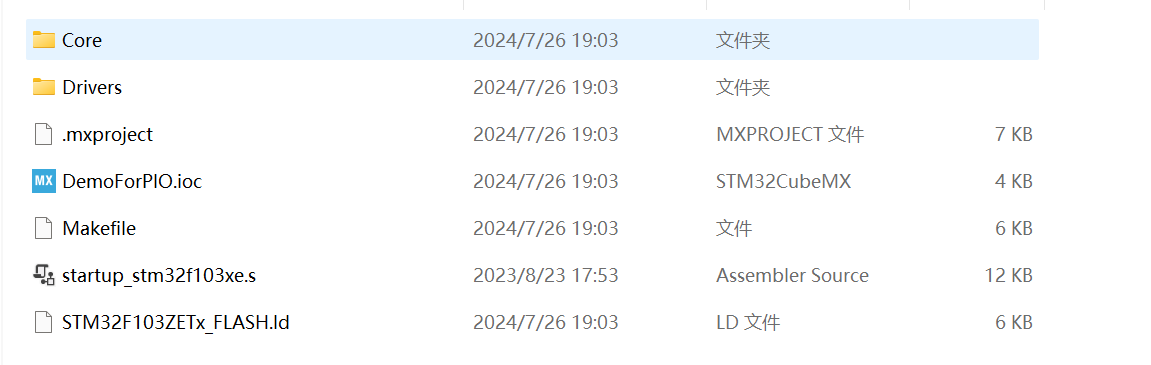 Core 2024/7/26 19:03 文件夹
Drivers 2024/7/26 19:03 文件夹
.mxproject 2024/7/26 19:03 MXPROJECT 文件 7 KB
MX DemoForPIO.ioc 2024/7/26 19:03 STM32CubeMX 4 KB
Makefile 2024/7/26 19:03 文件 6 KB
startup_stm32f103xe.s 2023/8/23 17:53 Assembler Source 12 KB
STM32F103ZETx_FLASH.ld 2024/7/26 19:03 LD 文件 6 KB